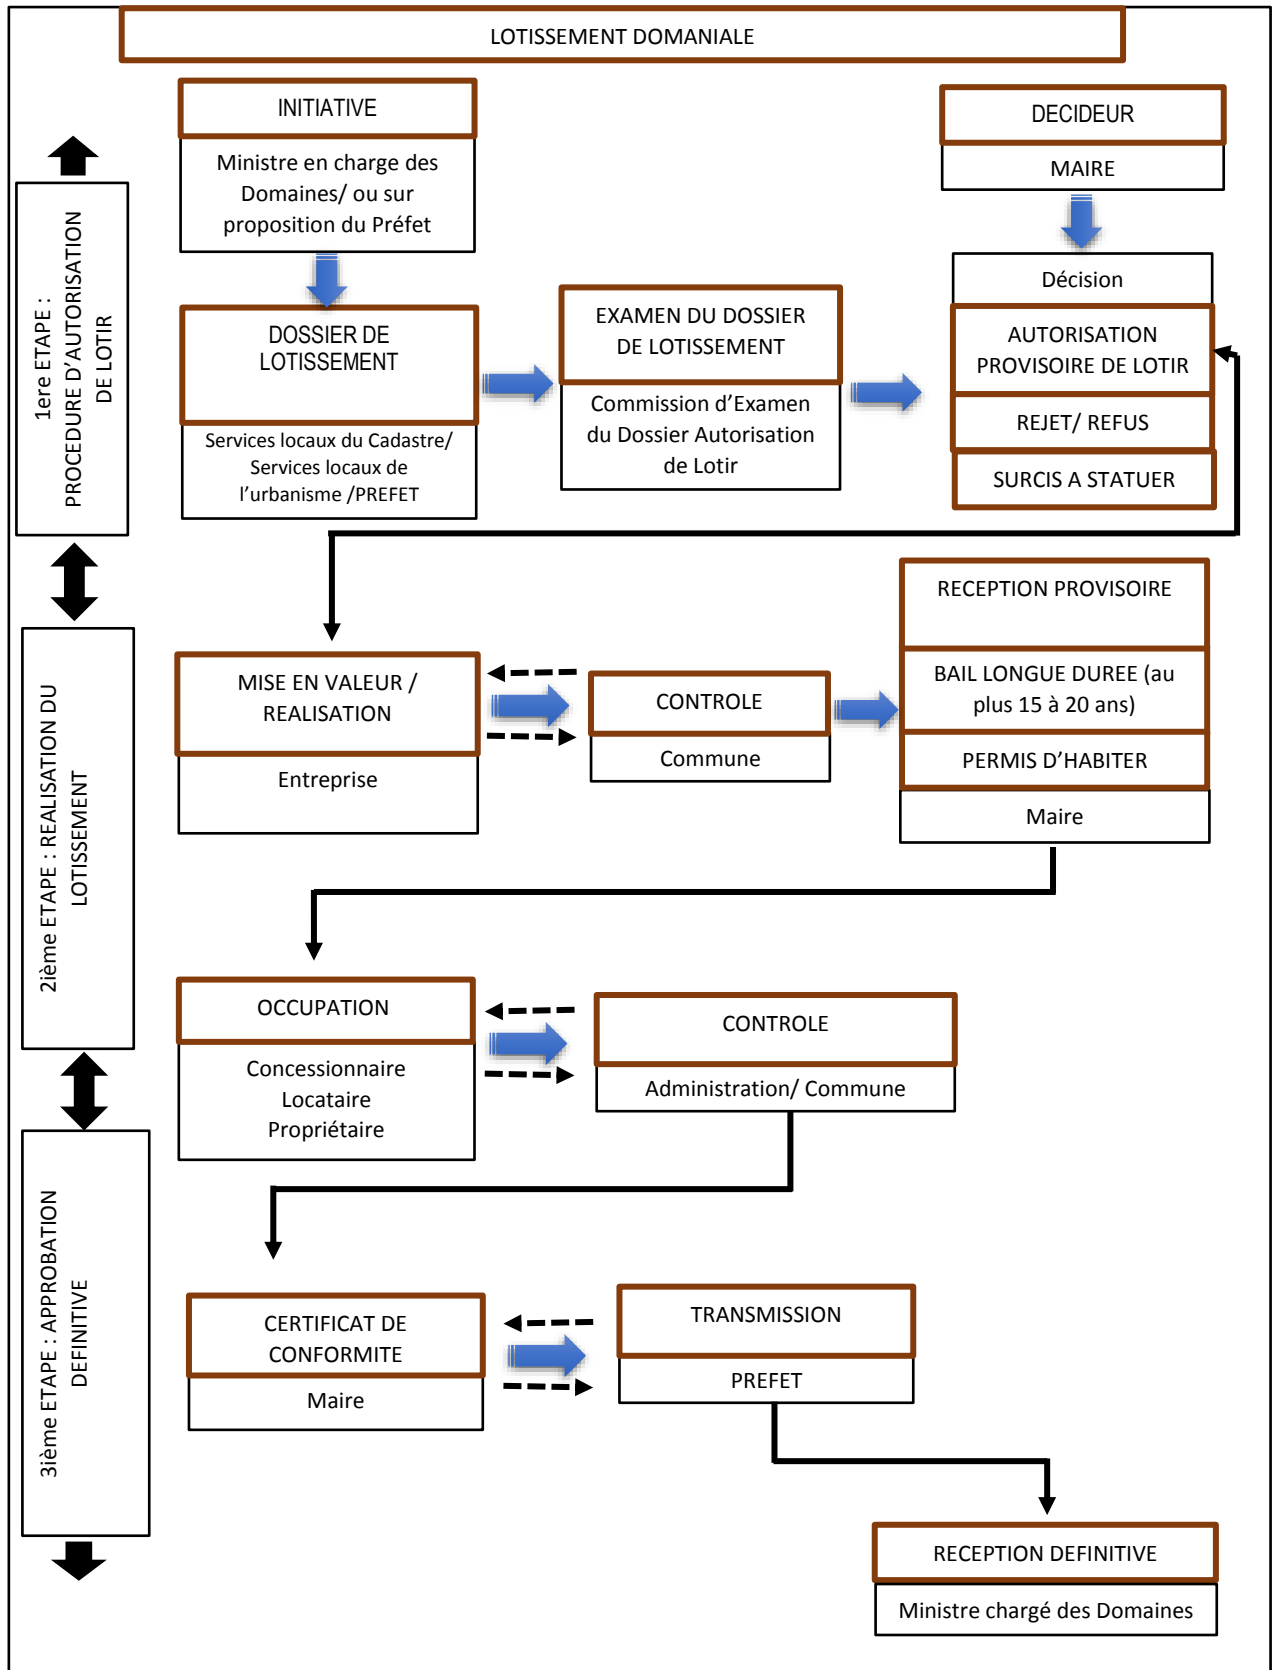 LOTISSEMENT DOMANIALE
INITIATIVE
Ministre en charge des
Domaines/ ou sur
proposition du Préfet
DECIDEUR
MAIRE
1ere ETAPE :
PROCEDURE D’AUTORISATION
DE LOTIR
DOSSIER DE
LOTISSEMENT
Services locaux du Cadastre/
Services locaux de
l’urbanisme /PREFET
EXAMEN DU DOSSIER
DE LOTISSEMENT
Commission d’Examen
du Dossier Autorisation
de Lotir
Décision
AUTORISATION
PROVISOIRE DE LOTIR
REJET/ REFUS
SURCIS A STATUER
2ième ETAPE : REALISATION DU
LOTISSEMENT
MISE EN VALEUR /
REALISATION
Entreprise
CONTROLE
Commune
RECEPTION PROVISOIRE
BAIL LONGUE DUREE (au
plus 15 à 20 ans)
PERMIS D’HABITER
Maire
OCCUPATION
Concessionnaire
Locataire
Propriétaire
CONTROLE
Administration/ Commune
3ième ETAPE : APPROBATION
DEFINITIVE
CERTIFICAT DE
CONFORMITE
Maire
TRANSMISSION
PREFET
RECEPTION DEFINITIVE
Ministre chargé des Domaines